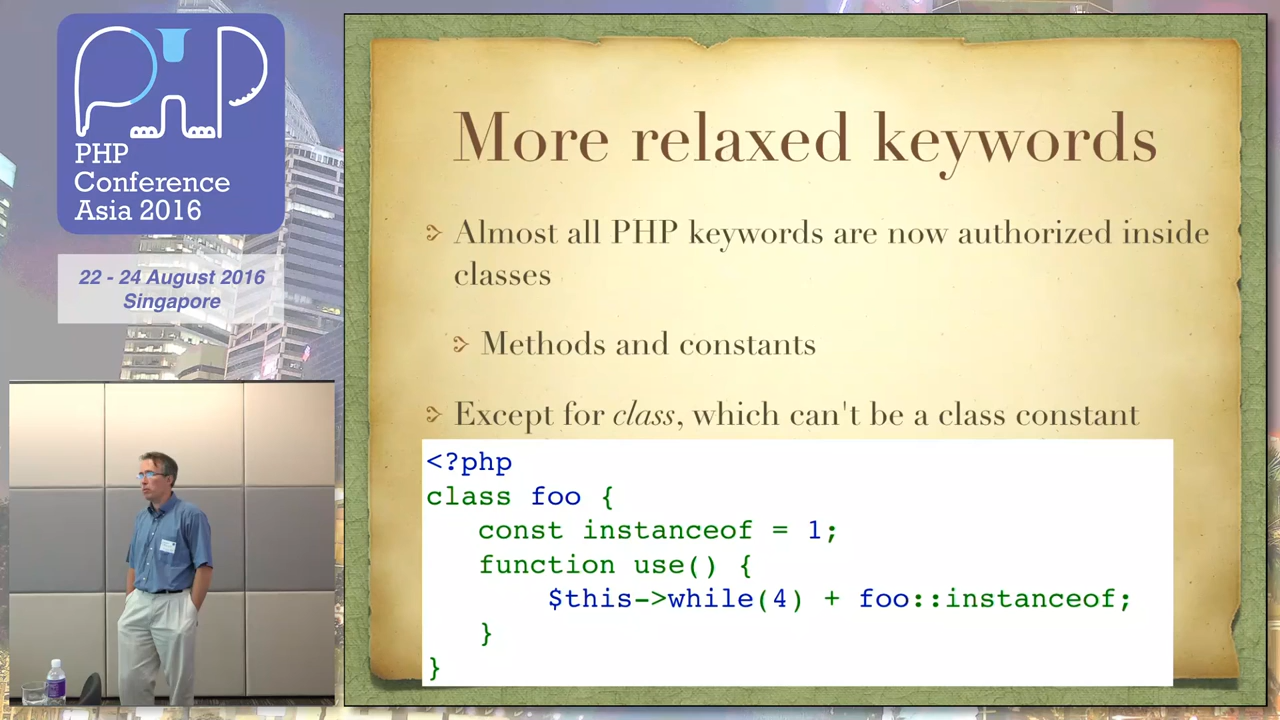 PHP
Conference
Asia 2016
22 - 24 August 2016
Singapore
More relaxed keywords
Almost all PHP keywords are now authorized inside
classes
Methods and constants
Except for class, which can't be a class constant
<?php
class foo {
const instanceof = 1;
function use() {
$this->while(4) + foo::instanceof;
}
}